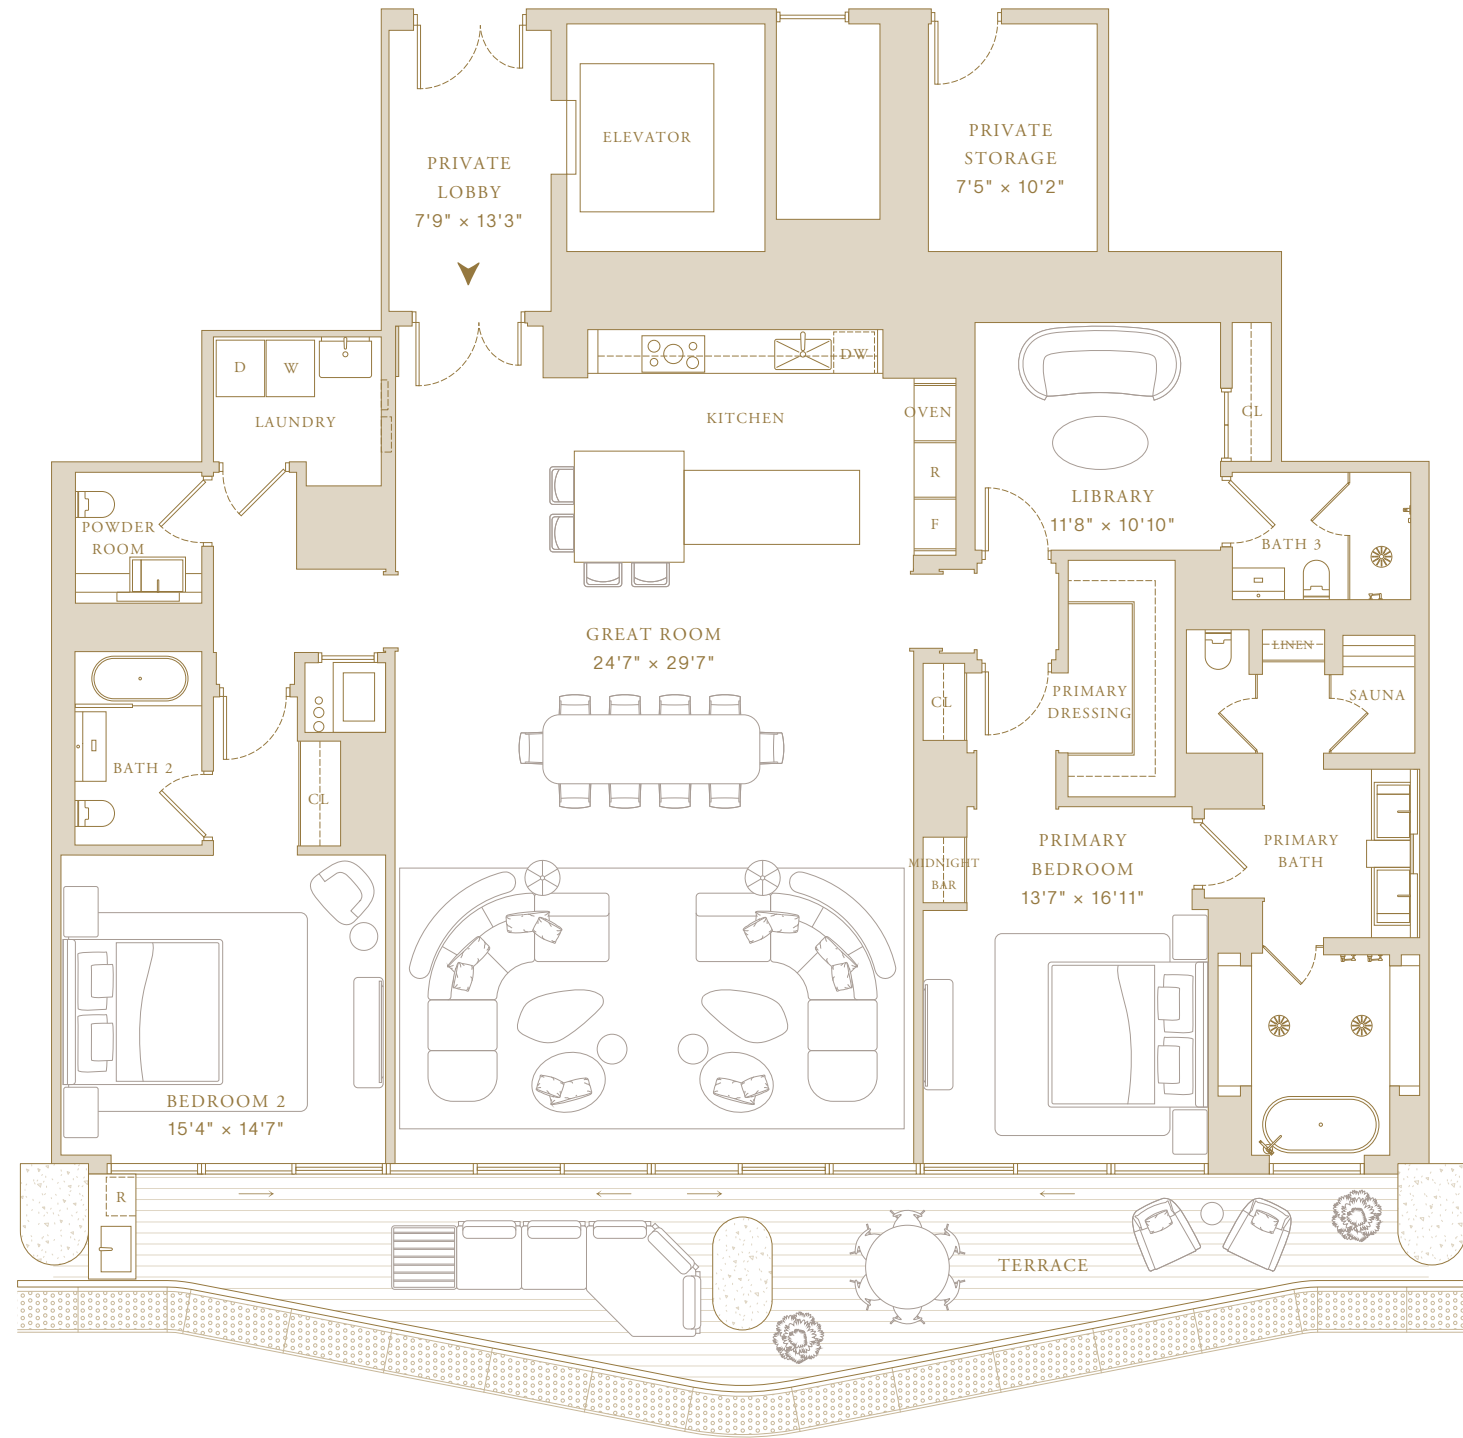 ELEVATOR
PRIVATE
STORAGE
7'5" × 10'2"
PRIVATE
LOBBY
7'9" × 13'3"
DW
D
W
LAUNDRY
KITCHEN
OVEN
R
F
CL
LIBRARY
11'8" × 10'10"
BATH 3
POWDER
ROOM
GREAT ROOM
24'7" × 29'7"
LINEN
SAUNA
CL
PRIMARY
DRESSING
BATH 2
CL
MIDNIGHT
BAR
PRIMARY
BEDROOM
13'7" × 16'11"
PRIMARY
BATH
BEDROOM 2
15'4" × 14'7"
R
TERRACE